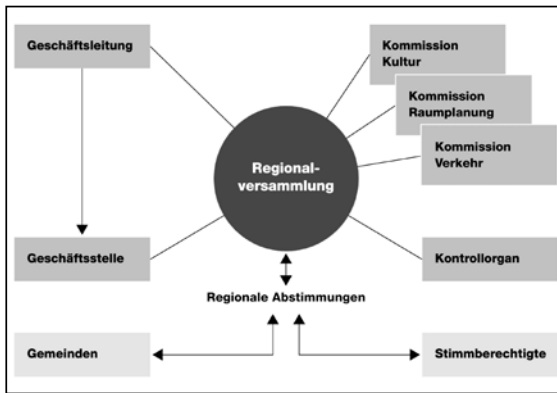 Geschäftsleitung
Kommission
Kultur
Kommission
Raumplanung
Kommission
Verkehr
Regional-
versammlung
Geschäftsstelle
Kontrollorgan
Regionale Abstimmungen
Gemeinden
Stimmberechtigte